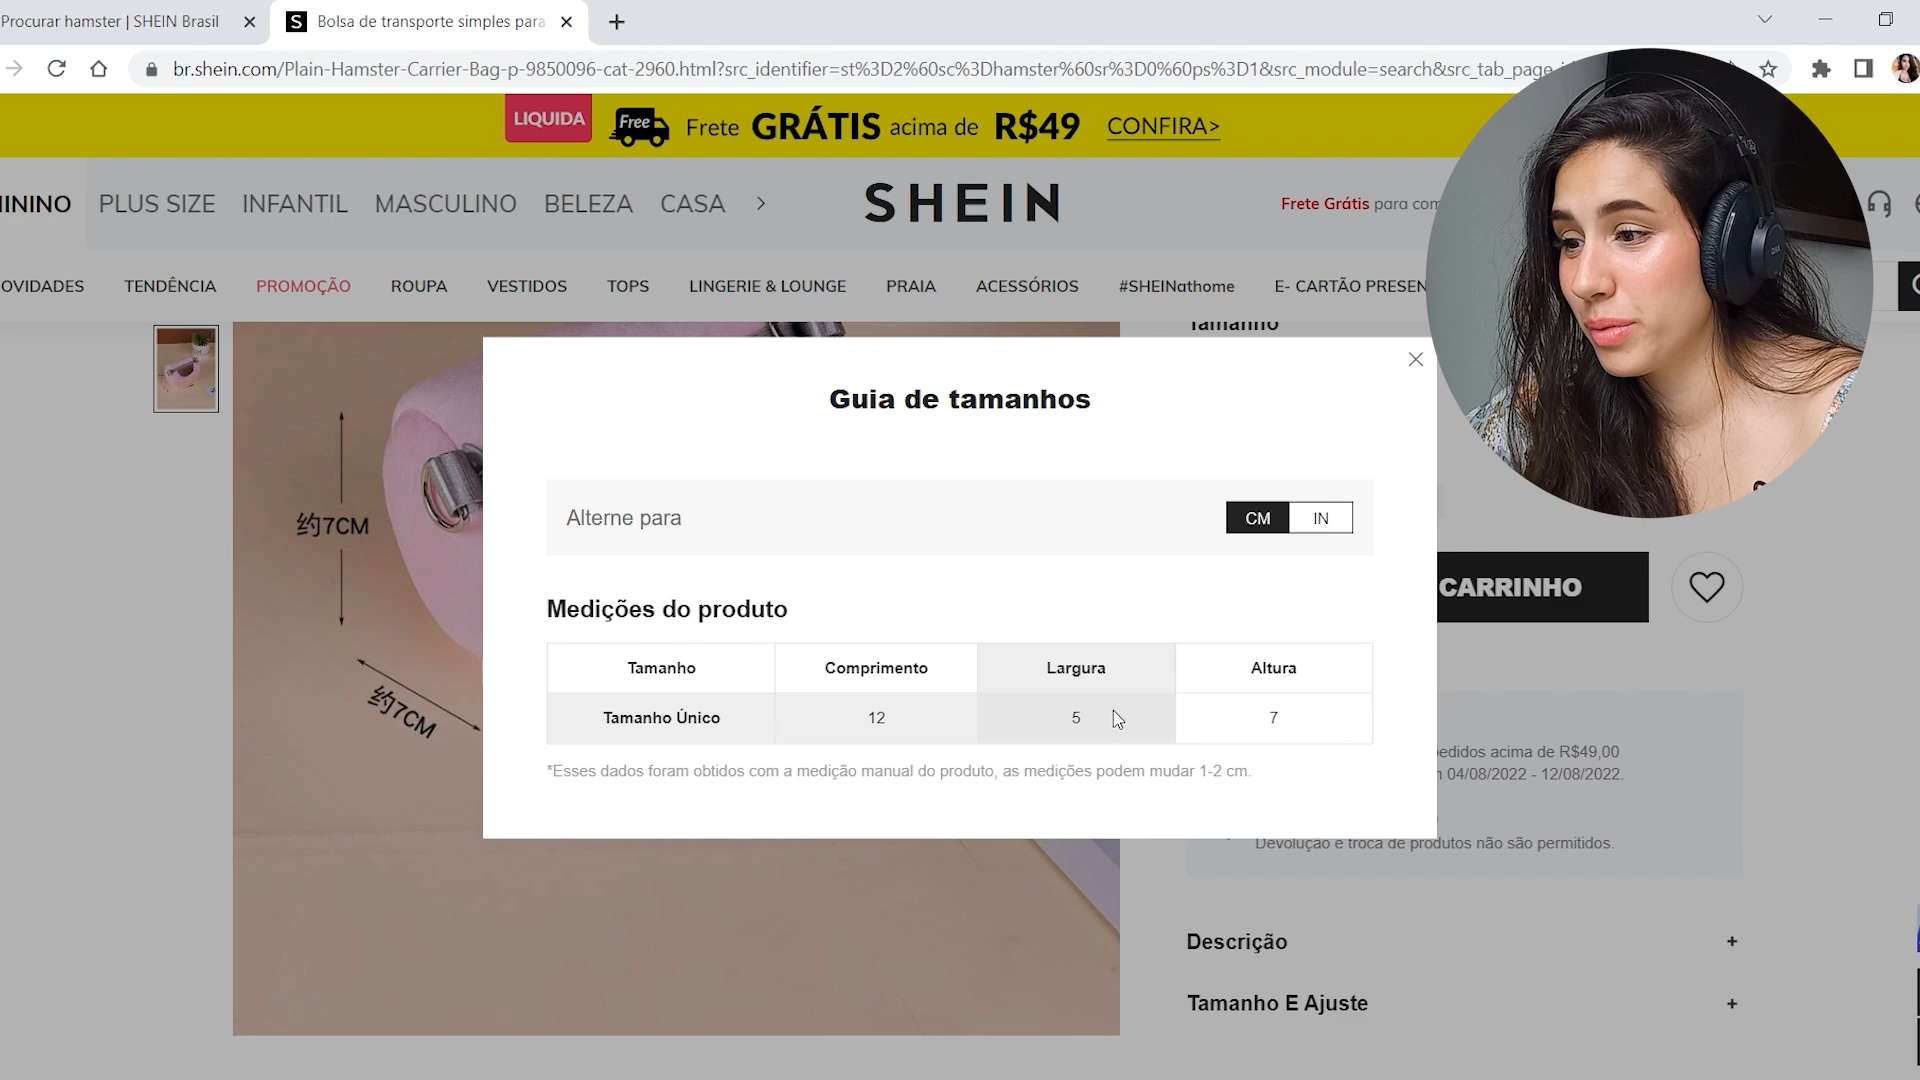 Procurar hamster | SHEIN Brasil
S Bolsa de transporte simples para
br.shein.com/Plain-Hamster-Carrier-Bag-p-9850096-cat-2960.html?src_identifier=st%3D2%60sc%3Dhamster%60sr%3D0%60ps%3D1&src_module=search&src_tab_page
LIQUIDA Free Frete GRÁTIS acima de R$49 CONFIRA>
ININO PLUS SIZE INFANTIL MASCULINO BELEZA CASA > SHEIN Frete Grátis para com
OVIDADES TENDÊNCIA PROMOÇÃO ROUPA VESTIDOS TOPS LINGERIE & LOUNGE PRAIA ACESSÓRIOS #SHEINathome E- CARTÃO PRESEN
Tamanho
Guia de tamanhos
约7CM
约7CM
Alterne para CM IN
CARRINHO
Medições do produto
Tamanho Comprimento Largura Altura
Tamanho Único 12 5 7
*Esses dados foram obtidos com a medição manual do produto, as medições podem mudar 1-2 cm.
edidos acima de R$49,00
04/08/2022 - 12/08/2022.
Devolução e troca de produtos não são permitidos.
Descrição +
Tamanho E Ajuste +